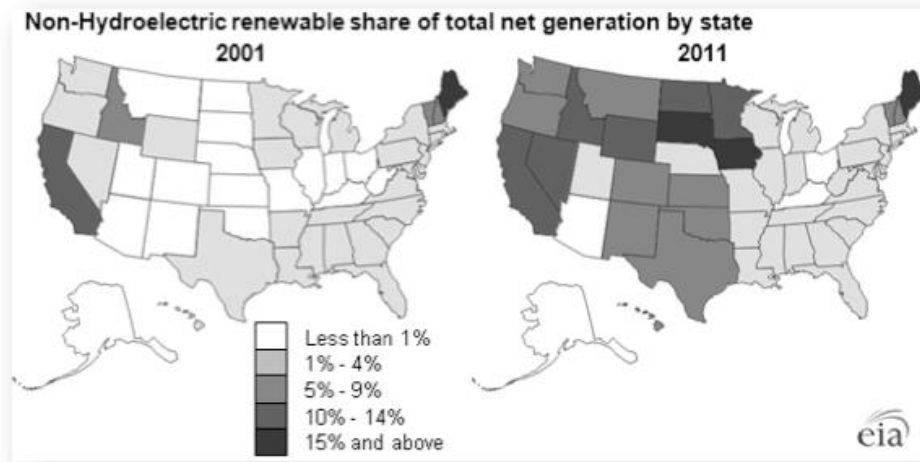 Non-Hydroelectric renewable share of total net generation by state
2001
2011
Less than 1%
1% - 4%
5% - 9%
10% - 14%
15% and above
eia